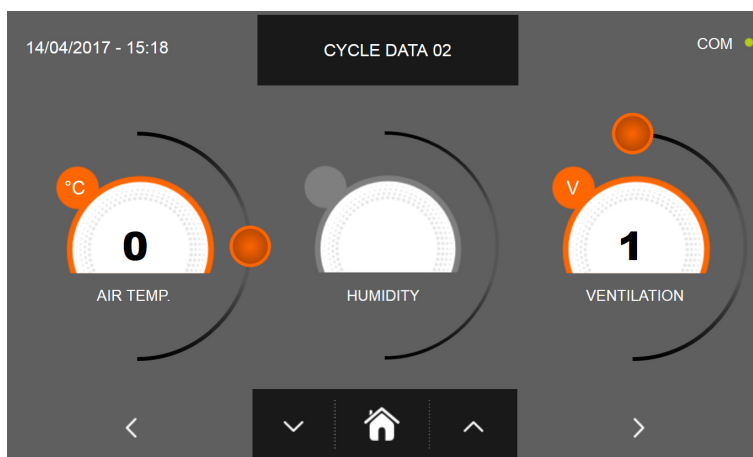 14/04/2017 - 15:18
CYCLE DATA 02
COM
°C
V
0
1
AIR TEMP.
HUMIDITY
VENTILATION